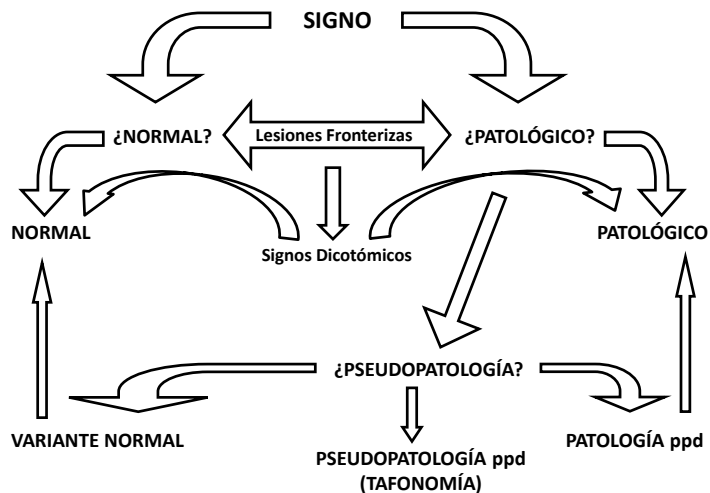 SIGNO
¿NORMAL?
Lesiones Fronterizas
¿PATOLÓGICO?
NORMAL
Signos Dicotómicos
PATOLÓGICO
¿PSEUDOPATOLOGÍA?
VARIANTE NORMAL
PSEUDOPATOLOGÍA ppd
(TAFONOMÍA)
PATOLOGÍA ppd